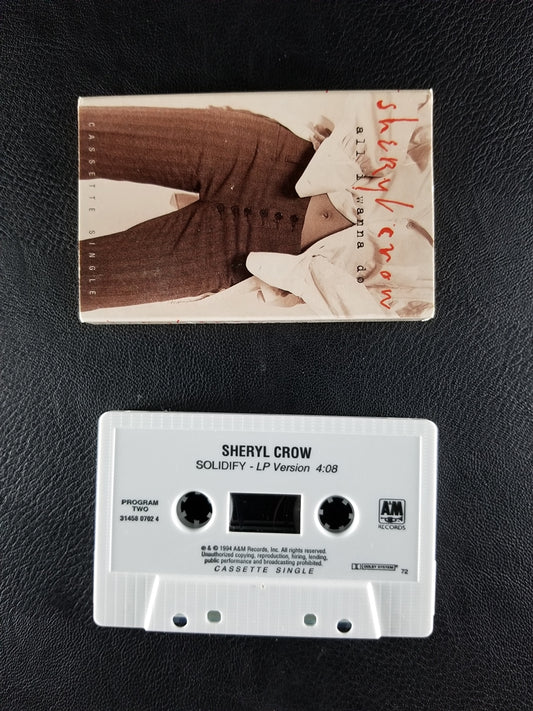 sheryl crow
all i wanna do
CASSETTE SINGLE
SHERYL CROW
SOLIDIFY - LP Version 4:08
PROGRAM
TWO
31458 0702 4
A&M
RECORDS
℗ & © 1994 A&M Records, Inc. All rights reserved.
Unauthorized copying, reproduction, hiring, lending,
public performance and broadcasting prohibited.
CASSETTE SINGLE
DOLBY SYSTEM
72